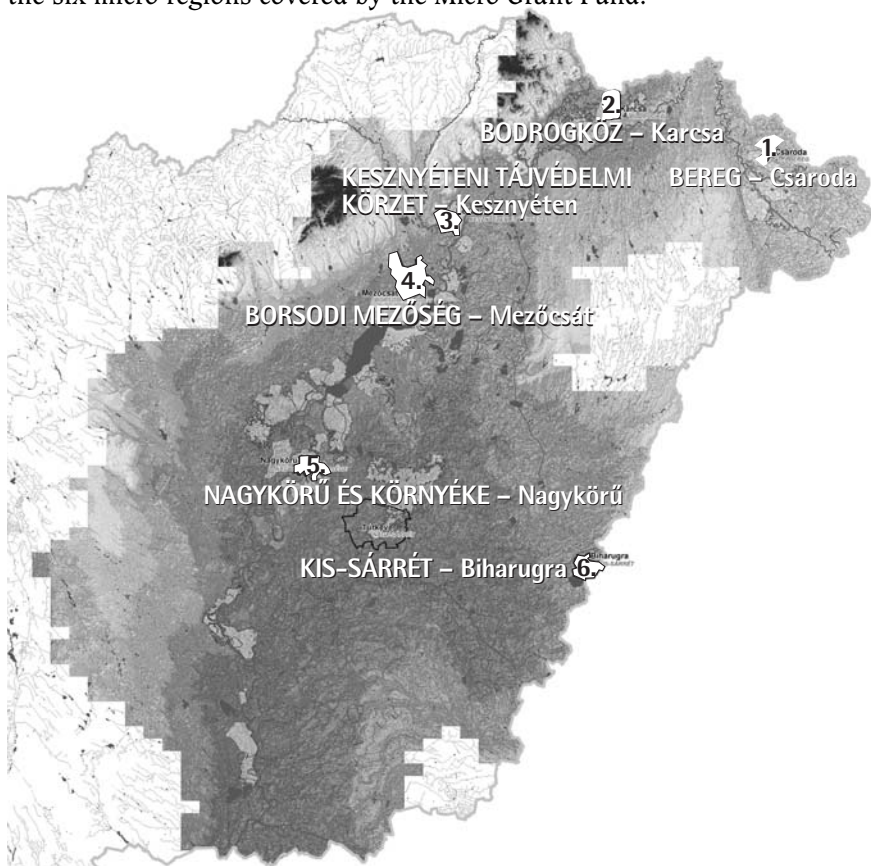 the six micro regions covered by the Micro Grant Fund.
2.
BODROGKÖZ – Karcsa
1.
Csaroda
BEREG – Csaroda
KESZNYÉTENI TÁJVÉDELMI
KÖRZET – Kesznyéten
3.
4.
Mezőcsát
BORSODI MEZŐSÉG – Mezőcsát
Nagykörű
5.
NAGYKÖRŰ ÉS KÖRNYÉKE – Nagykörű
Biharugra
KIS-SÁRRÉT – Biharugra
6.